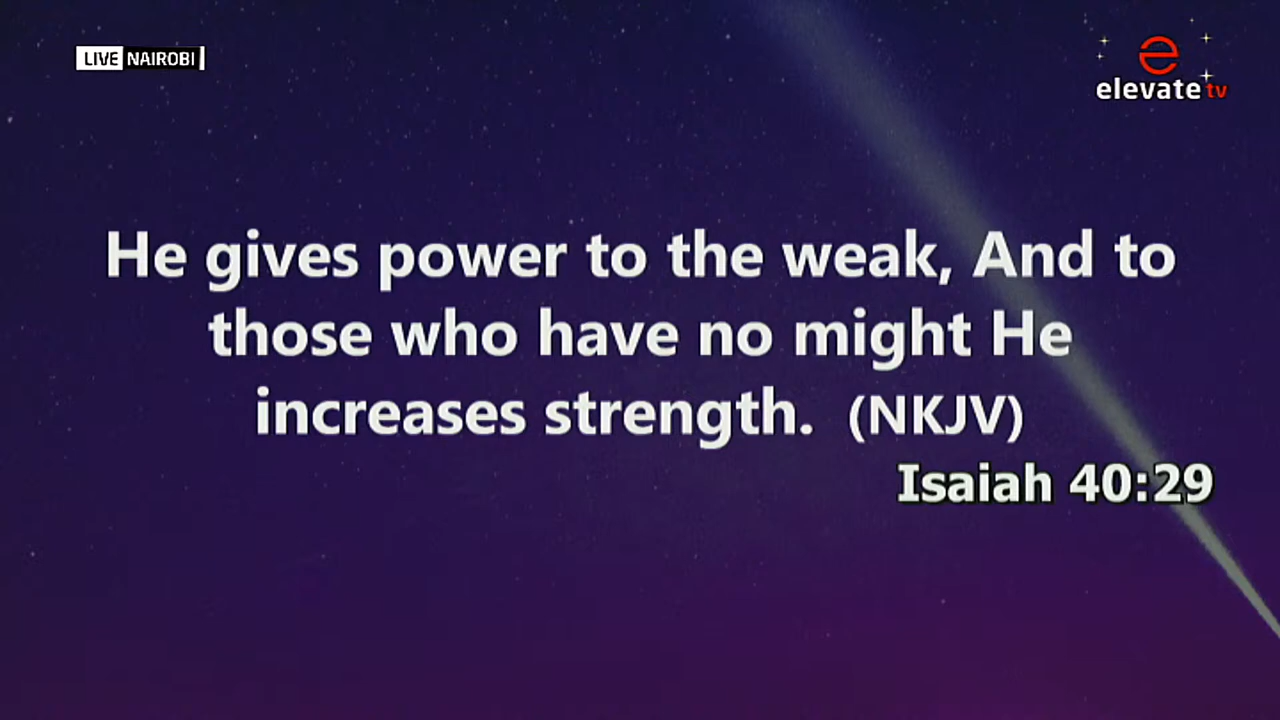 LIVE NAIROBI
e
elevate tv
He gives power to the weak, And to
those who have no might He
increases strength. (NKJV)
Isaiah 40:29